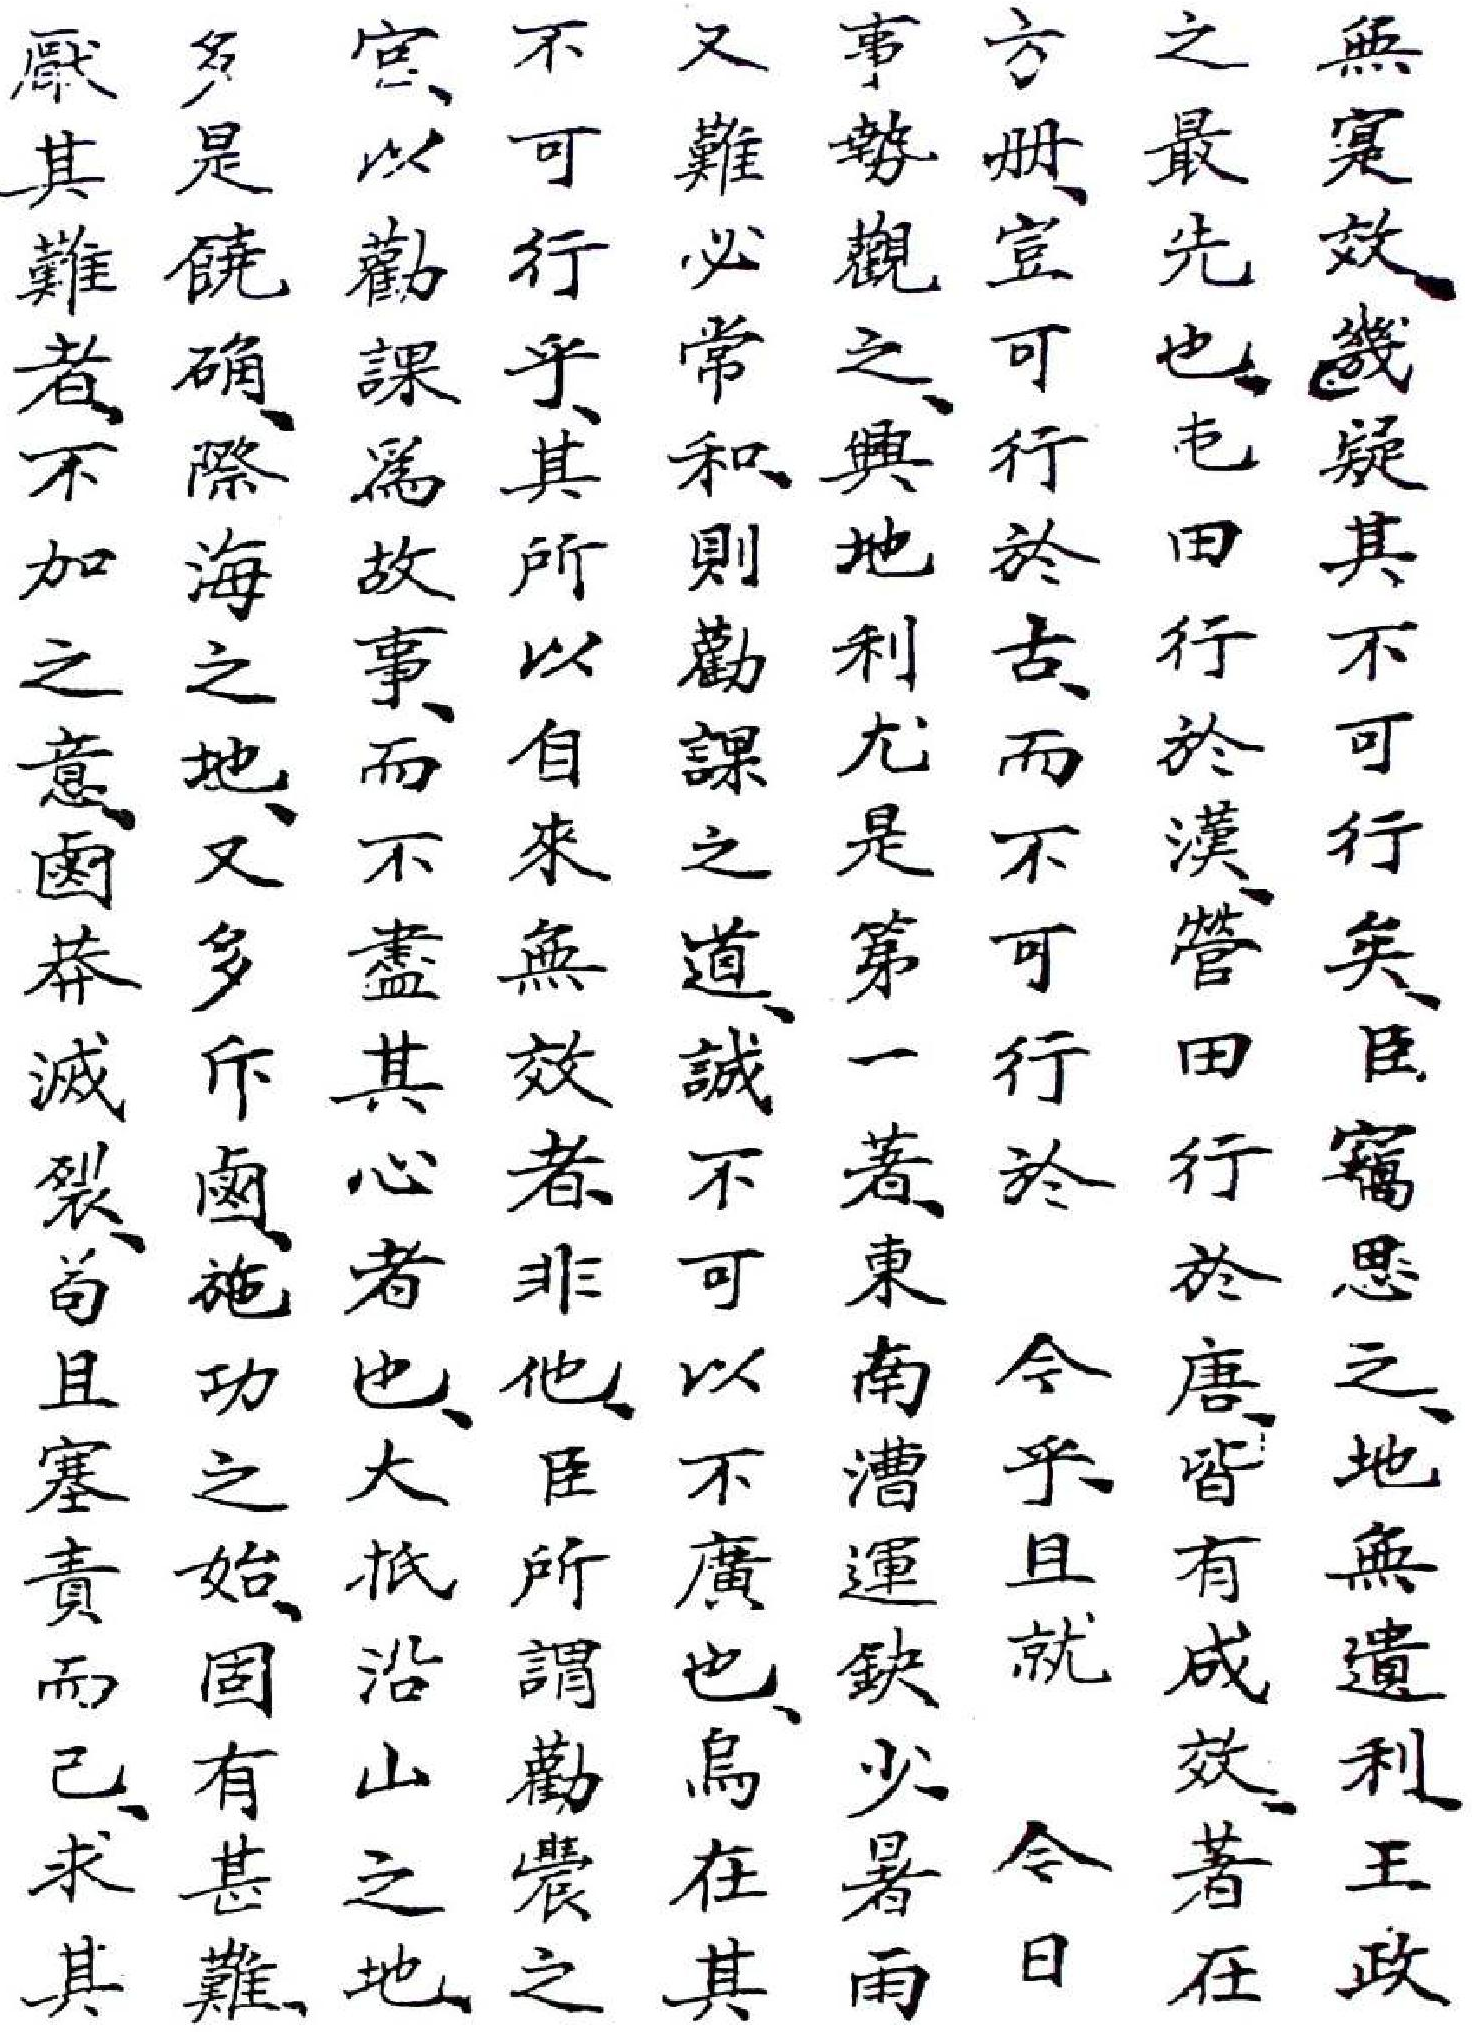 無寔效、幾疑其不可行矣、臣竊思之、地無遺利、王政
之最先也、屯田行於漢、營田行於唐、皆有成效、著在
方册、豈可行於古、而不可行於　今乎、且就　今日
事勢觀之、興地利尤是第一著、東南漕運鈌少、暑雨
又難必常和、則勸課之道、誠不可以不廣也、烏在其
不可行乎、其所以自來無效者、非他、臣所謂勸農之
官、以勸課爲故事、而不盡其心者也、大抵沿山之地、
多是饒确、際海之地、又多斥鹵、施功之始、固有甚難、
厭其難者、不加之意、鹵莽滅裂、苟且塞責而已、求其